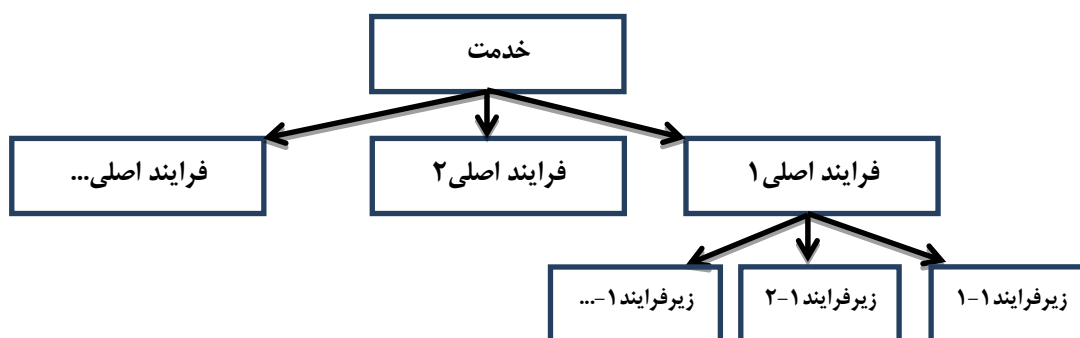 خدمت
فرایند اصلی۱
فرایند اصلی۲
فرایند اصلی...
زیرفرایند۱-۱
زیرفرایند۱-۲
زیرفرایند۱-...